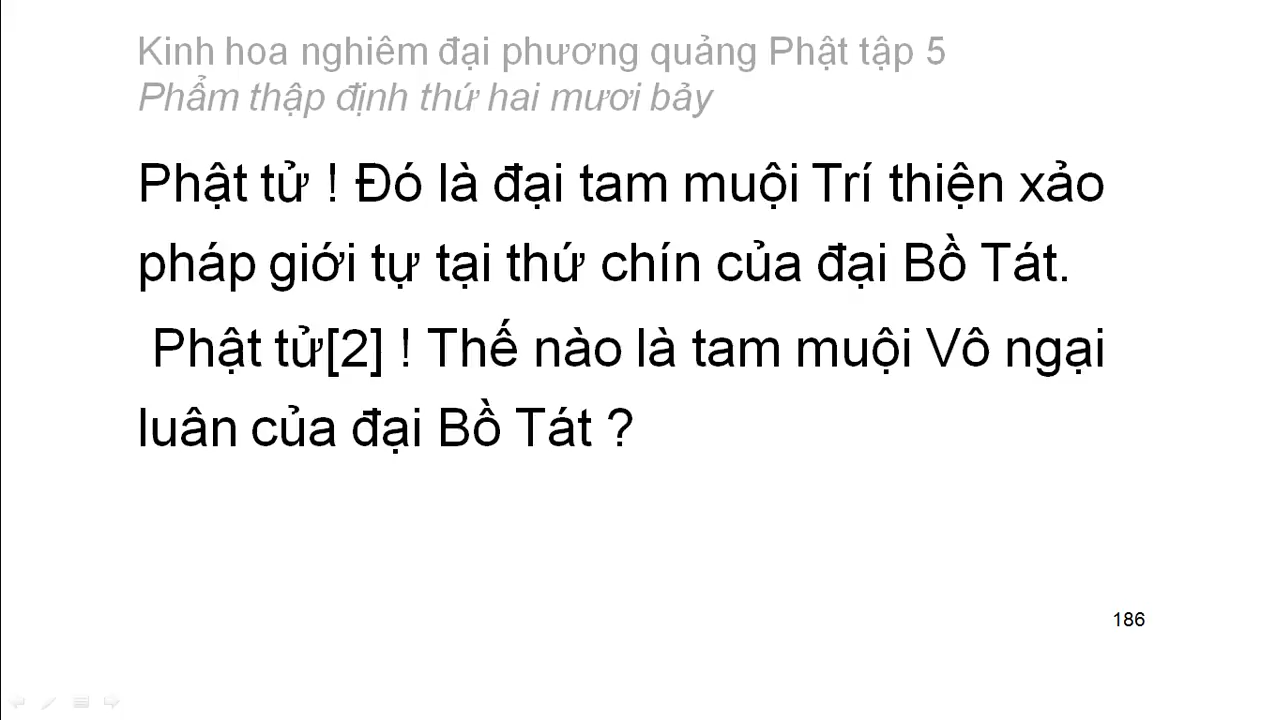 Kinh hoa nghiêm đại phương quảng Phật tập 5
Phẩm thập định thứ hai mươi bảy
Phật tử ! Đó là đại tam muội Trí thiện xảo
pháp giới tự tại thứ chín của đại Bồ Tát.
Phật tử[2] ! Thế nào là tam muội Vô ngại
luân của đại Bồ Tát ?
186